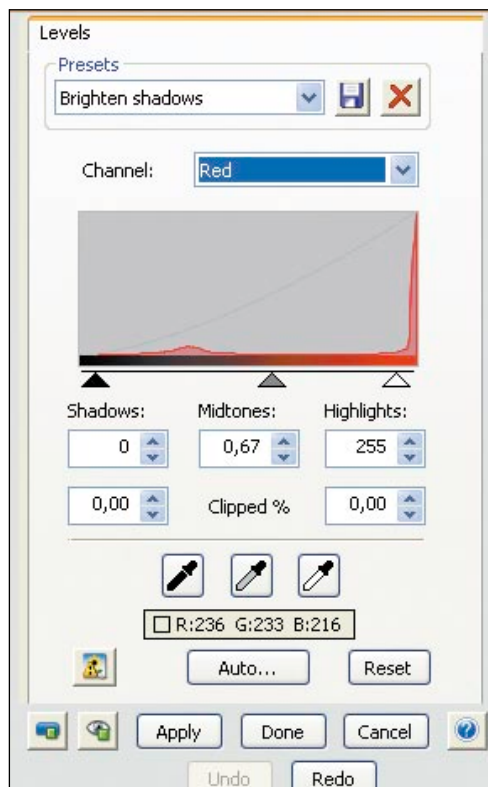 Levels
Presets
Brighten shadows
Channel: Red
Shadows: Midtones: Highlights:
0 0,67 255
0,00 Clipped % 0,00
R:236 G:233 B:216
Auto... Reset
Apply Done Cancel
Undo Redo